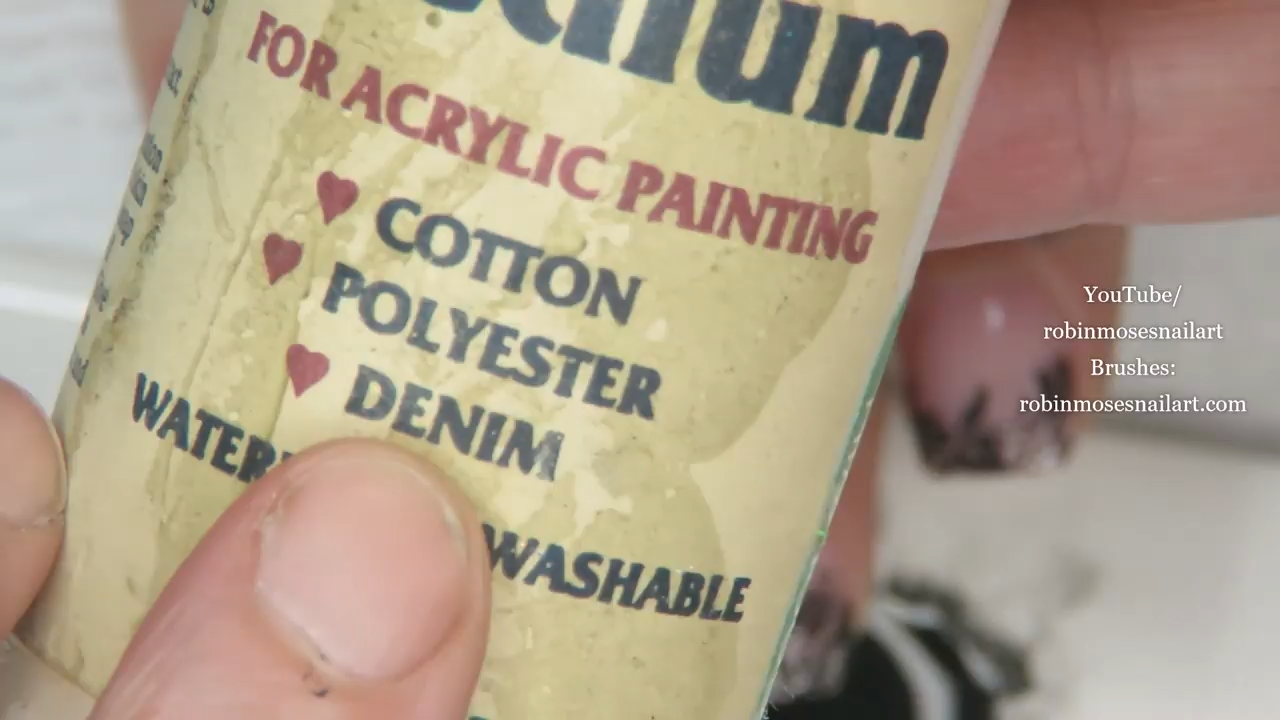 FOR ACRYLIC PAINTING
COTTON
POLYESTER
DENIM
WASHABLE
YouTube/
robinmosesnailart
Brushes:
robinmosesnailart.com